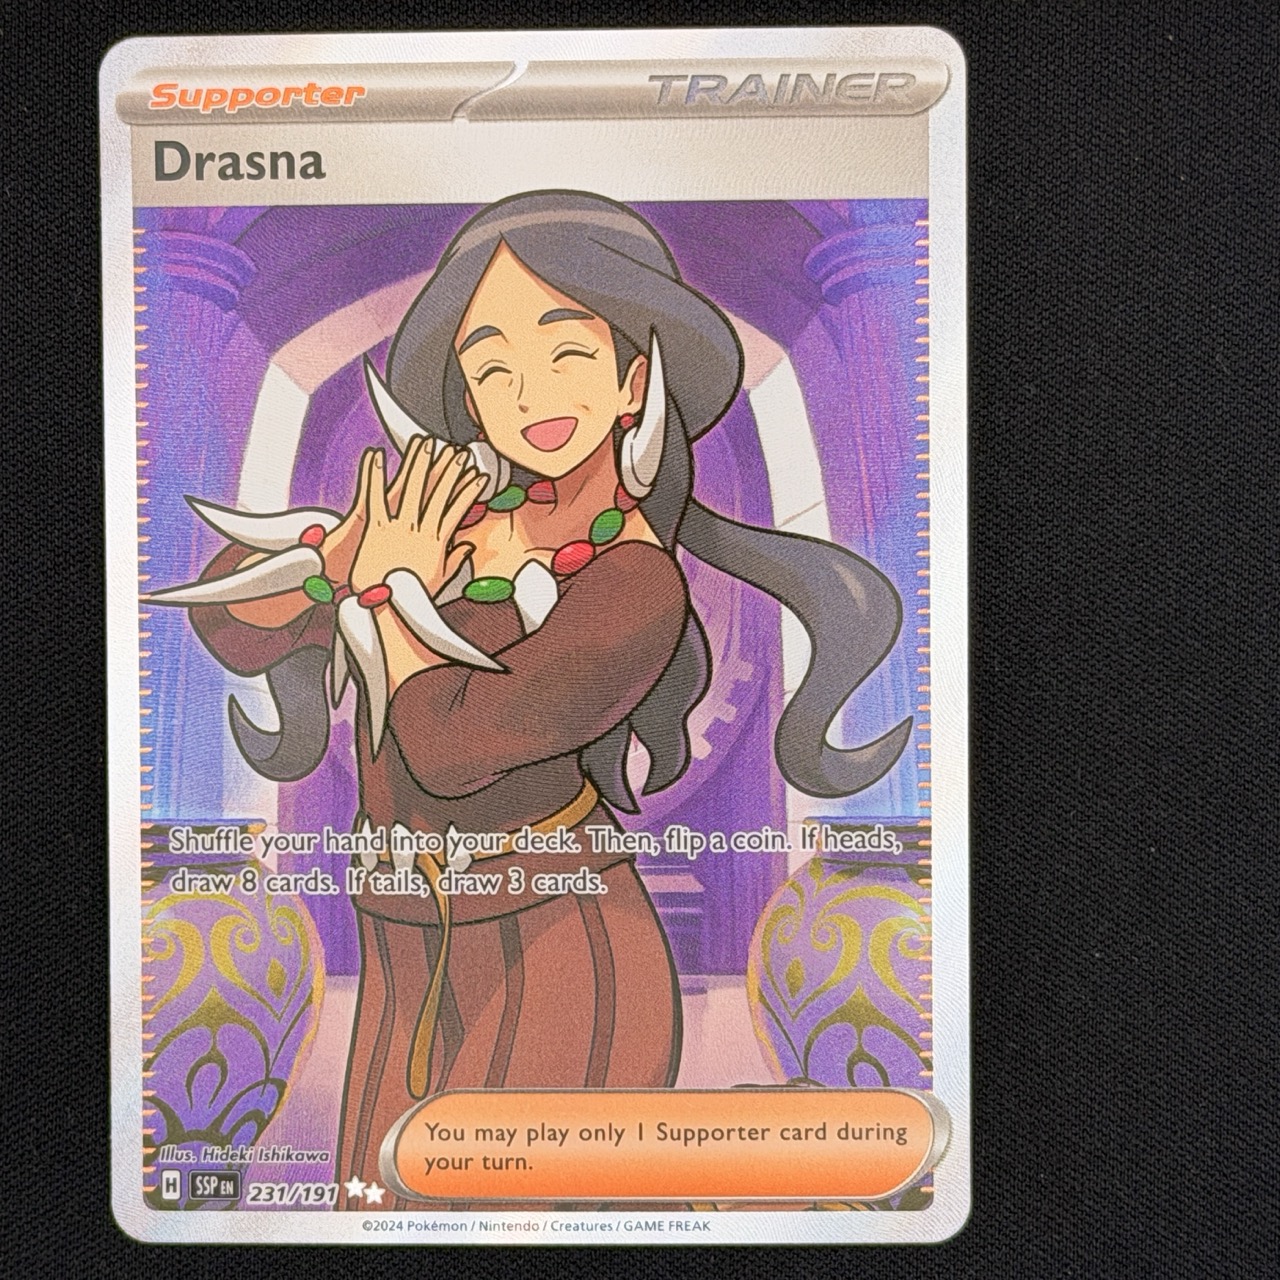 Supporter
TRAINER
Drasna
Shuffle your hand into your deck. Then, flip a coin. If heads,
draw 8 cards. If tails, draw 3 cards.
You may play only 1 Supporter card during
your turn.
Illus. Hideki Ishikawa
H SSP EN 231/191
©2024 Pokémon / Nintendo / Creatures / GAME FREAK